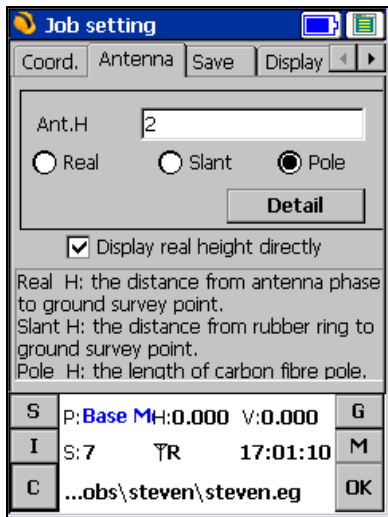 Job setting
Coord. Antenna Save Display
Ant.H 2
Real Slant Pole
Detail
Display real height directly
Real H: the distance from antenna phase
to ground survey point.
Slant H: the distance from rubber ring to
ground survey point.
Pole H: the length of carbon fibre pole.
S P:Base MH:0.000 V:0.000 G
I S:7 R 17:01:10 M
C ...obs\steven\steven.eg OK